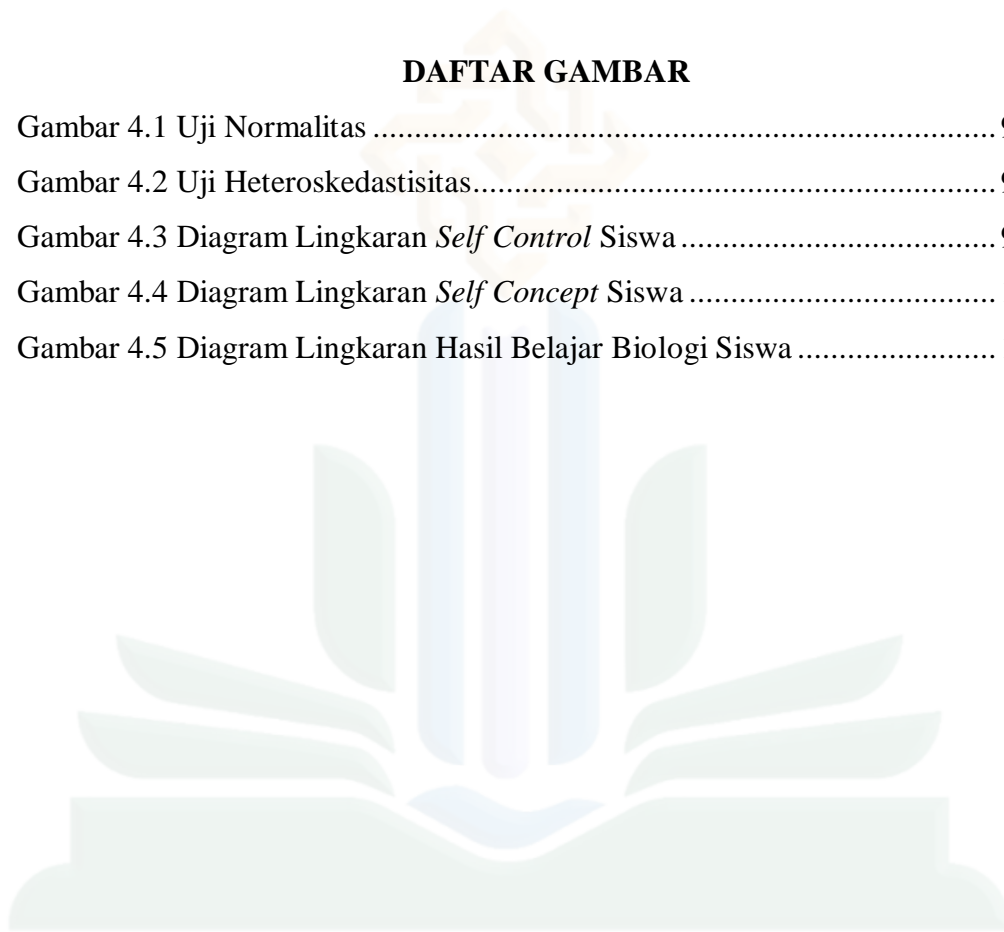 DAFTAR GAMBAR
Gambar 4.1 Uji Normalitas ...........................................................................
Gambar 4.2 Uji Heteroskedastisitas...............................................................
Gambar 4.3 Diagram Lingkaran Self Control Siswa ......................................
Gambar 4.4 Diagram Lingkaran Self Concept Siswa .....................................
Gambar 4.5 Diagram Lingkaran Hasil Belajar Biologi Siswa ........................